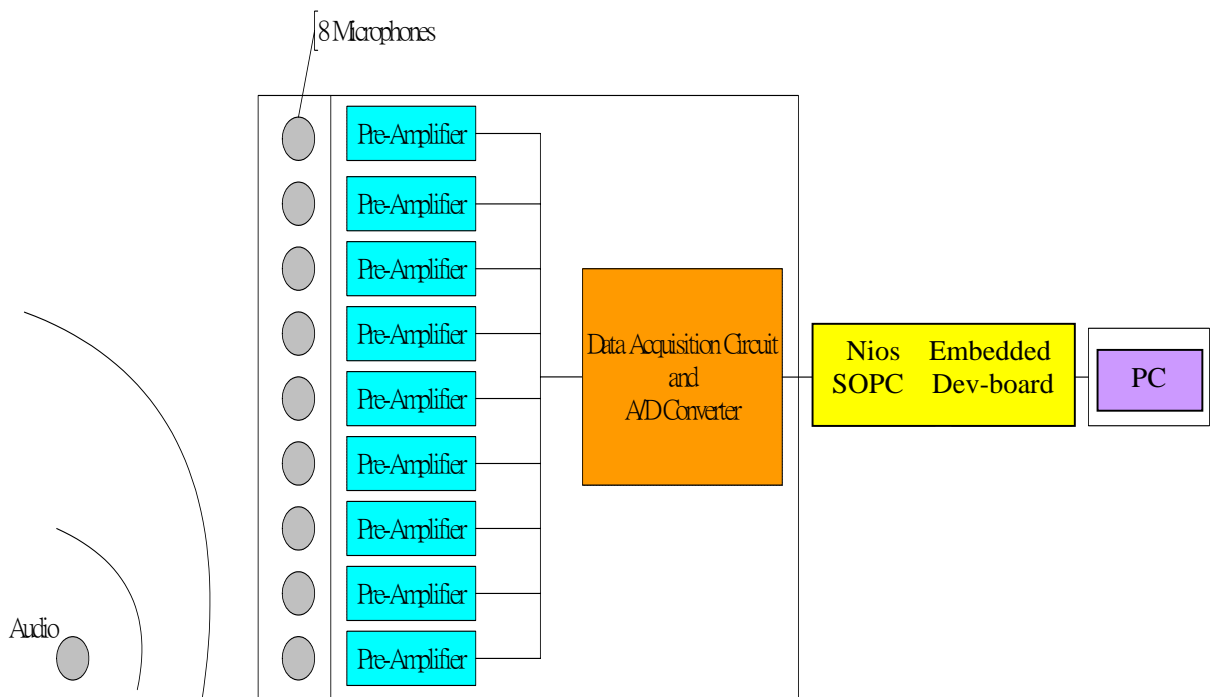 8 Microphones
Pre-Amplifier
Pre-Amplifier
Pre-Amplifier
Pre-Amplifier
Pre-Amplifier
Pre-Amplifier
Pre-Amplifier
Pre-Amplifier
Pre-Amplifier
Data Acquisition Circuit
and
A/D Converter
Nios Embedded
SOPC Dev-board
PC
Audio